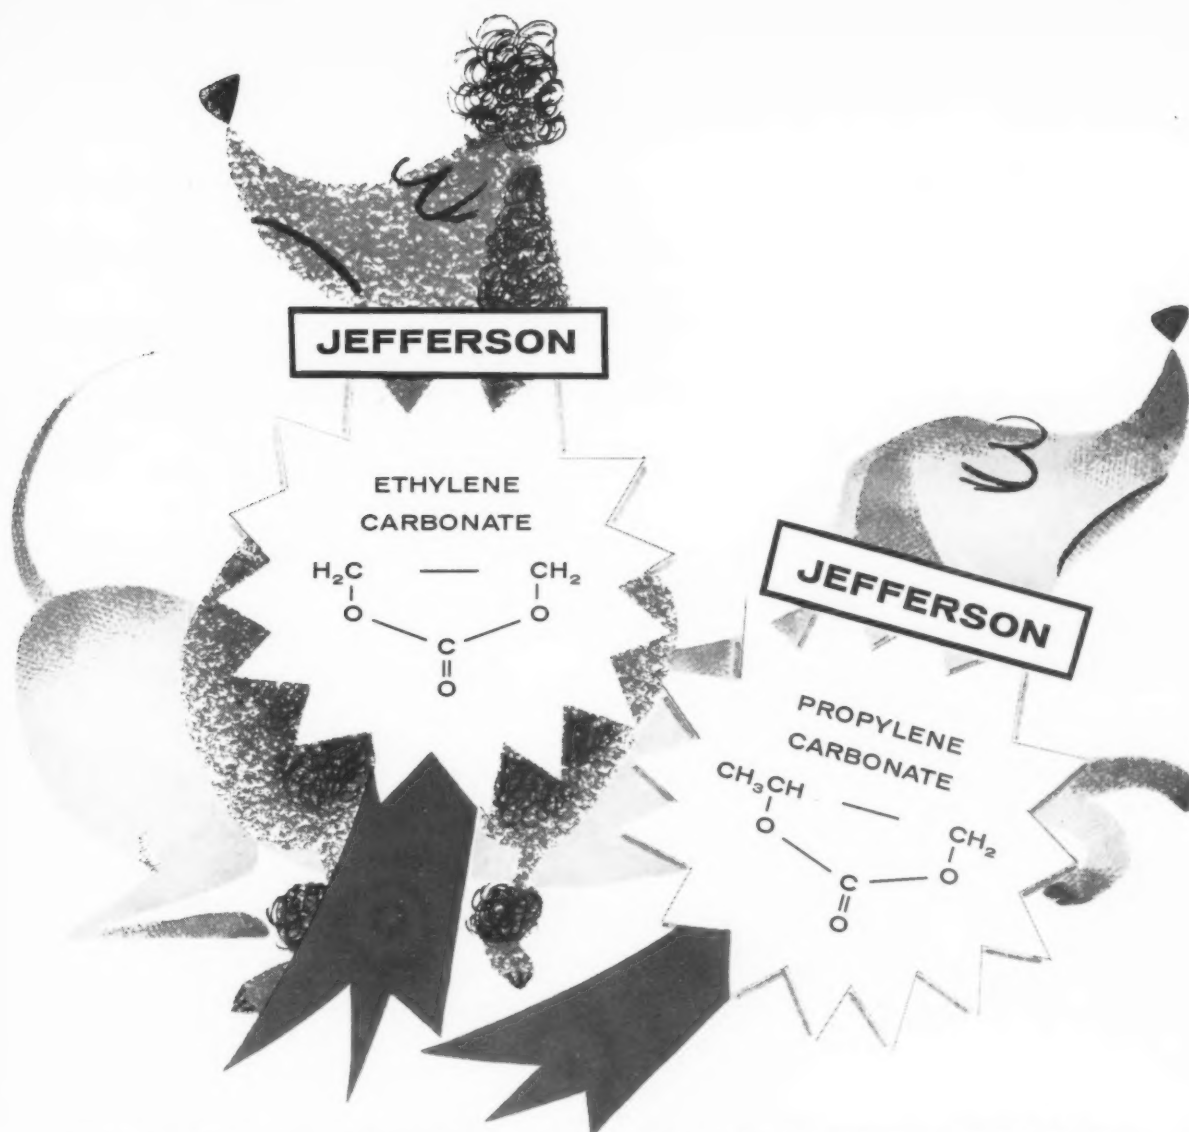 JEFFERSON
ETHYLENE
CARBONATE
H₂C — CH₂
O O
C
O
JEFFERSON
PROPYLENE
CARBONATE
CH₃CH — CH₂
O O
C
O